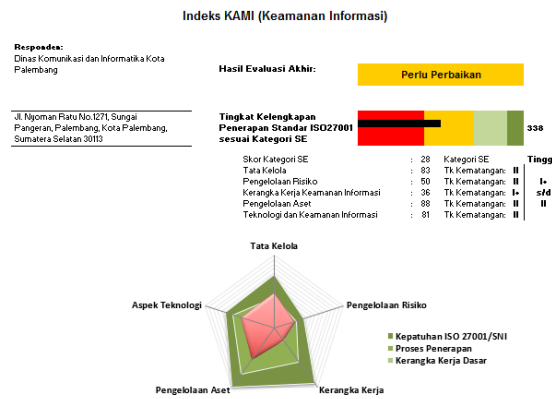 Indeks KAMI (Keamanan Informasi)
Responden:
Dinas Komunikasi dan Informatika Kota
Palembang
Hasil Evaluasi Akhir:
Perlu Perbaikan
Jl. Nyoman Ratu No.1271, Sungai
Pangeran, Palembang, Kota Palembang,
Sumatera Selatan 30113
Tingkat Kelengkapan
Penerapan Standar ISO27001
sesuai Kategori SE
338
Skor Kategori SE : 28 Kategori SE Tingg
Tata Kelola : 83 Tk Kematangan: II
Pengelolaan Risiko : 50 Tk Kematangan: II I+
Kerangka Kerja Keamanan Informasi : 36 Tk Kematangan: I+ s/d
Pengelolaan Aset : 88 Tk Kematangan: II II
Teknologi dan Keamanan Informasi : 81 Tk Kematangan: II
Tata Kelola
Aspek Teknologi
Pengelolaan Risiko
Kepatuhan ISO 27001/SNI
Proses Penerapan
Kerangka Kerja Dasar
Pengelolaan Aset
Kerangka Kerja